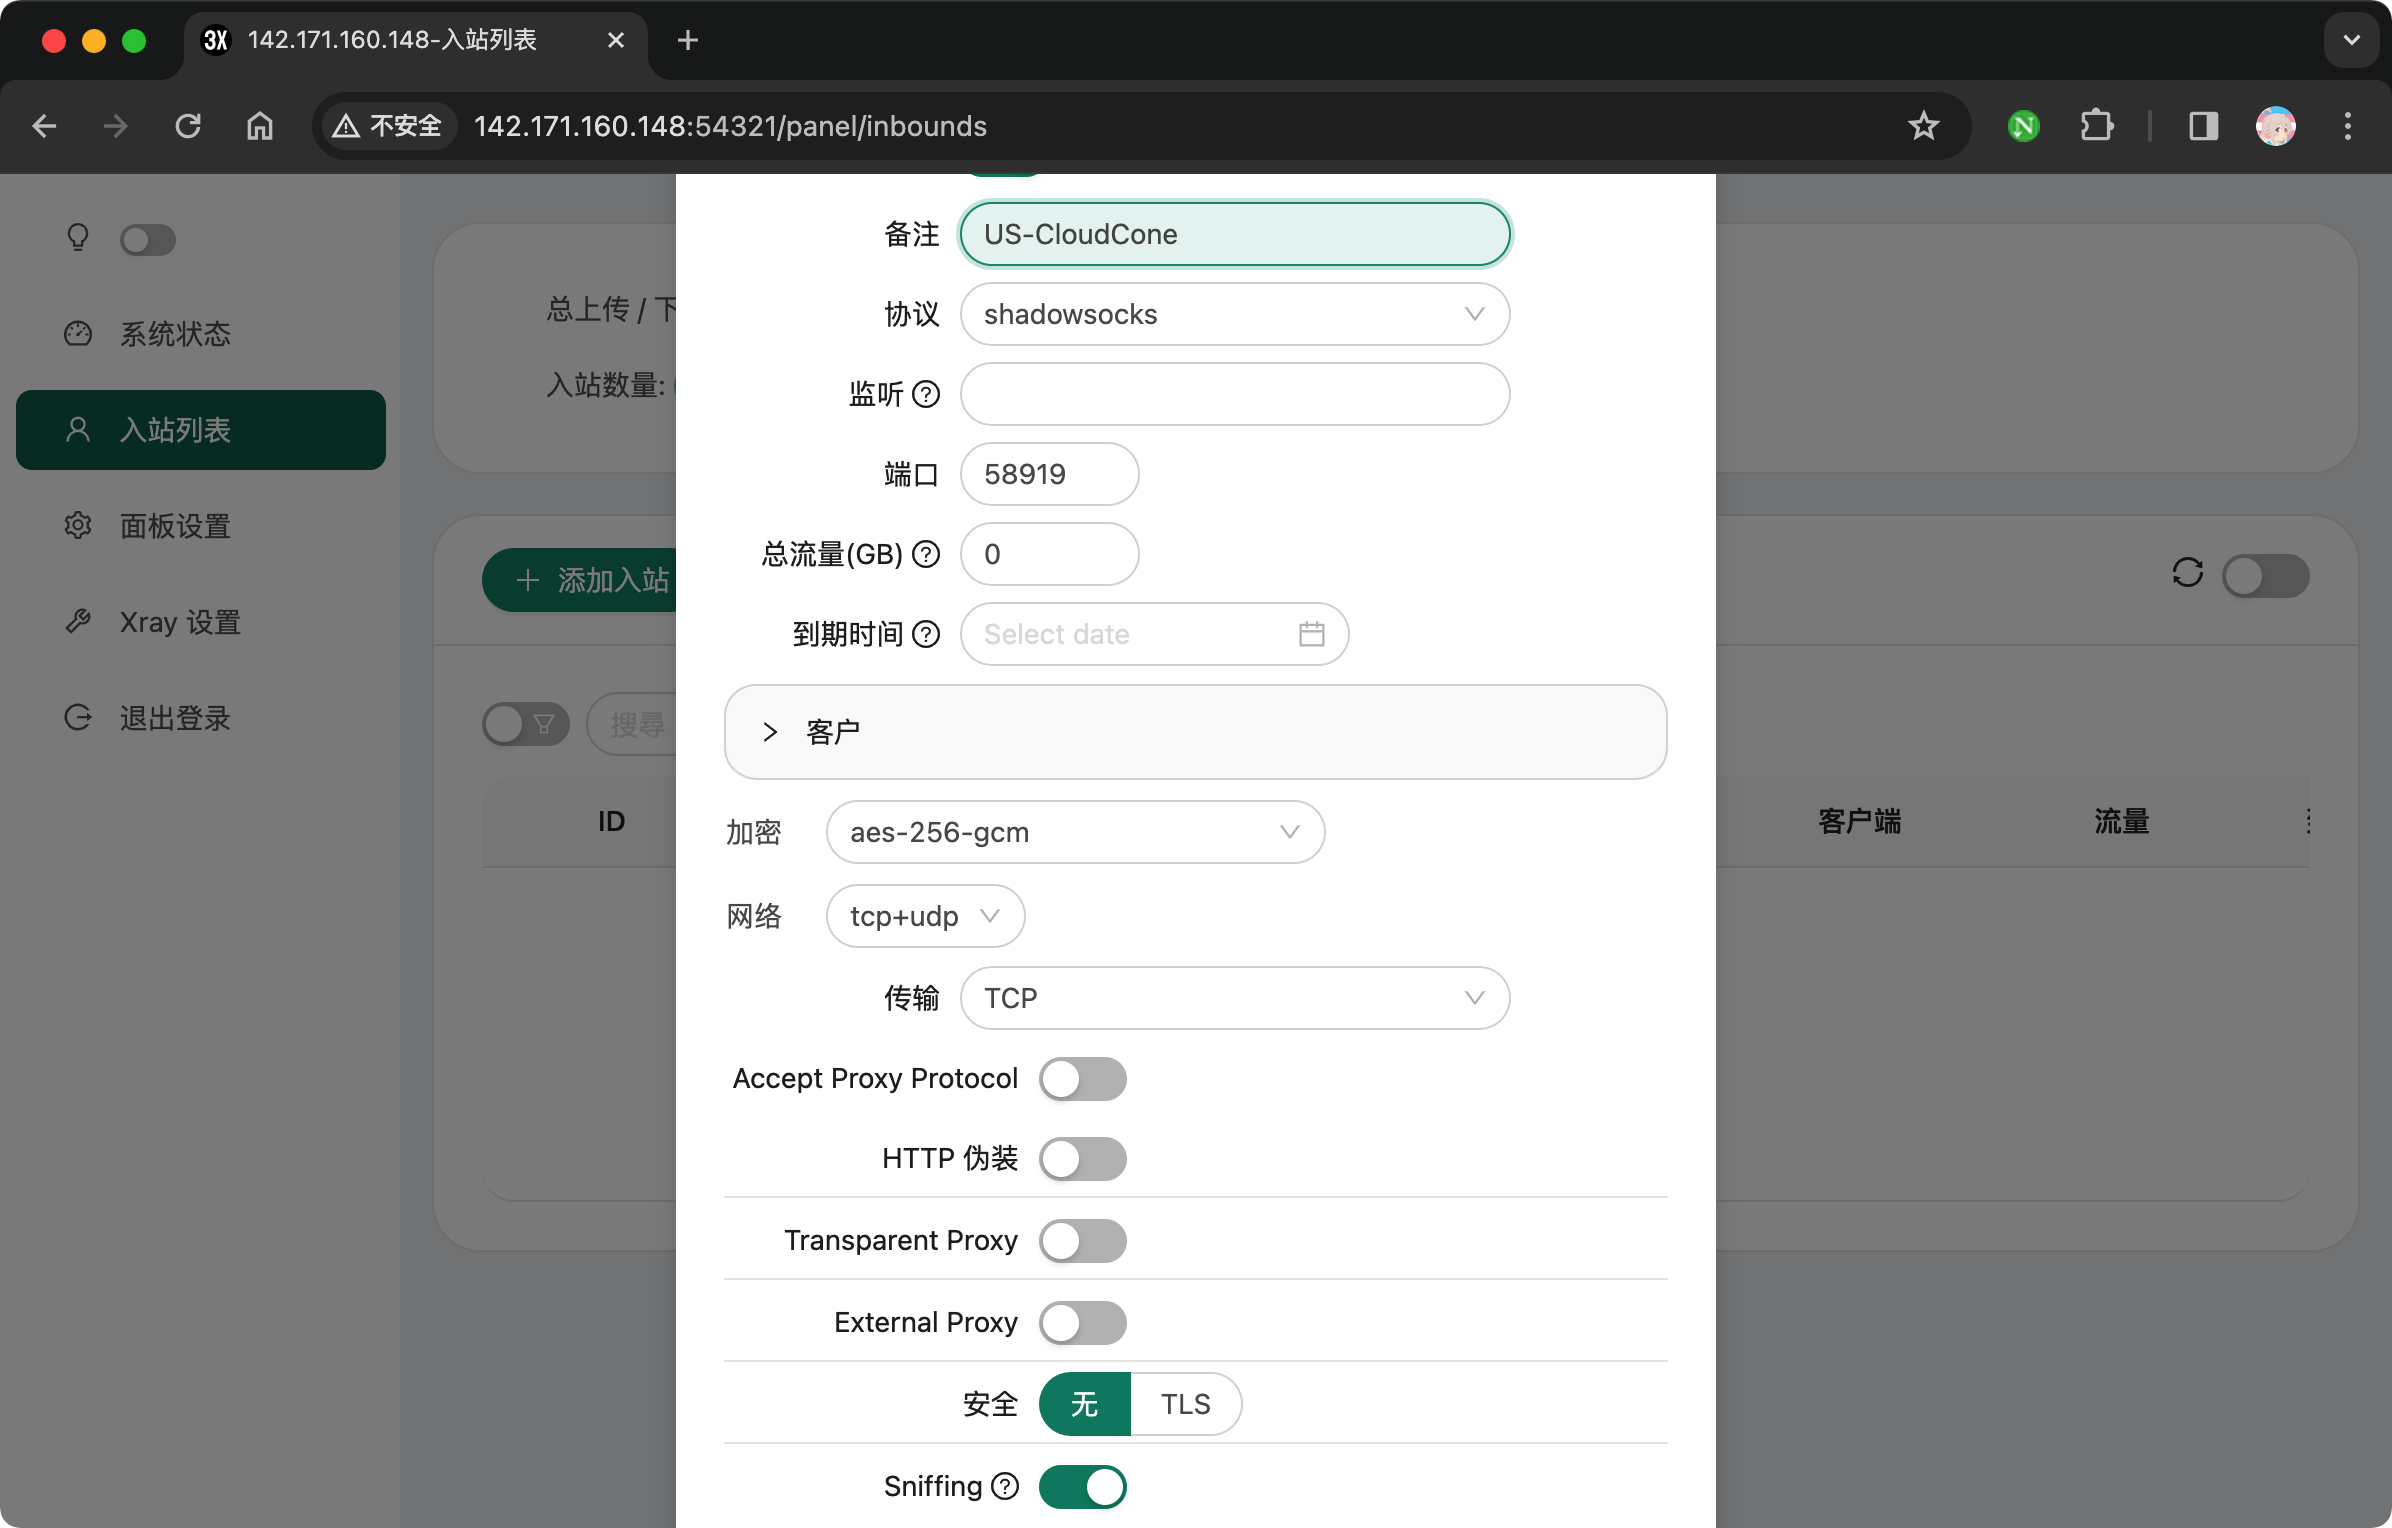 3X 142.171.160.148-入站列表
不安全 142.171.160.148:54321/panel/inbounds
系统状态
入站列表
面板设置
Xray 设置
退出登录
总上传 / 下
入站数量:
添加入站
搜尋
ID
客户端
流量
备注 US-CloudCone
协议 shadowsocks
监听
端口 58919
总流量(GB) 0
到期时间 Select date
客户
加密 aes-256-gcm
网络 tcp+udp
传输 TCP
Accept Proxy Protocol
HTTP 伪装
Transparent Proxy
External Proxy
安全 无 TLS
Sniffing